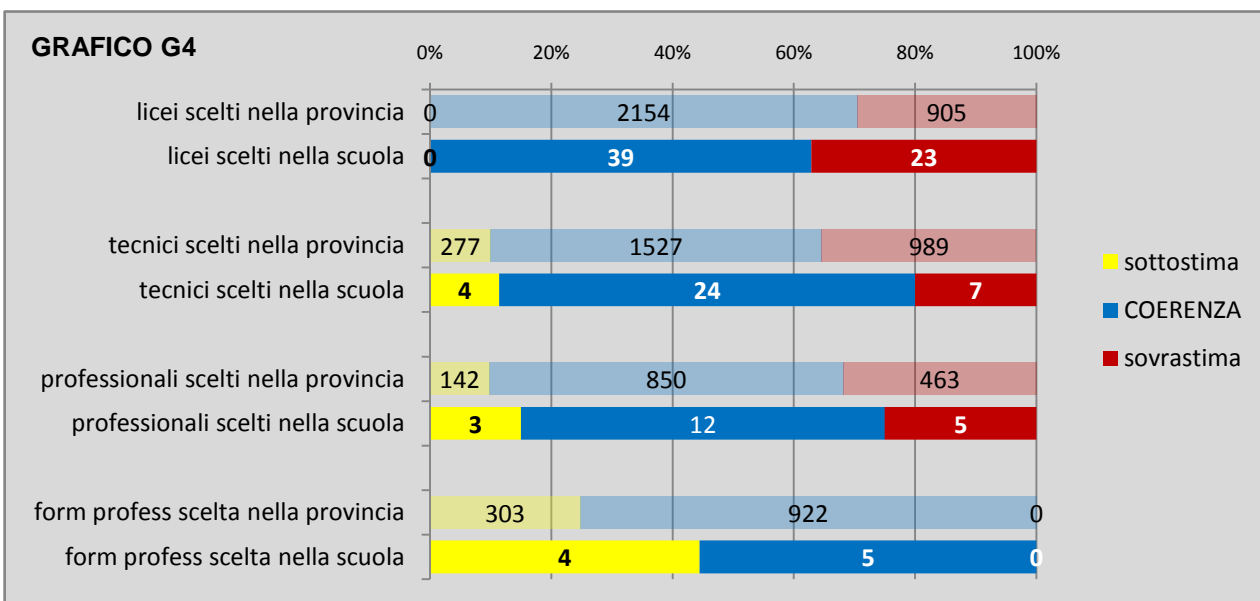 GRAFICO G4
0% 20% 40% 60% 80% 100%
licei scelti nella provincia 0 2154 905
licei scelti nella scuola 0 39 23
tecnici scelti nella provincia 277 1527 989
tecnici scelti nella scuola 4 24 7
professionali scelti nella provincia 142 850 463
professionali scelti nella scuola 3 12 5
form profess scelta nella provincia 303 922 0
form profess scelta nella scuola 4 5 0
sottostima
COERENZA
sovrastima